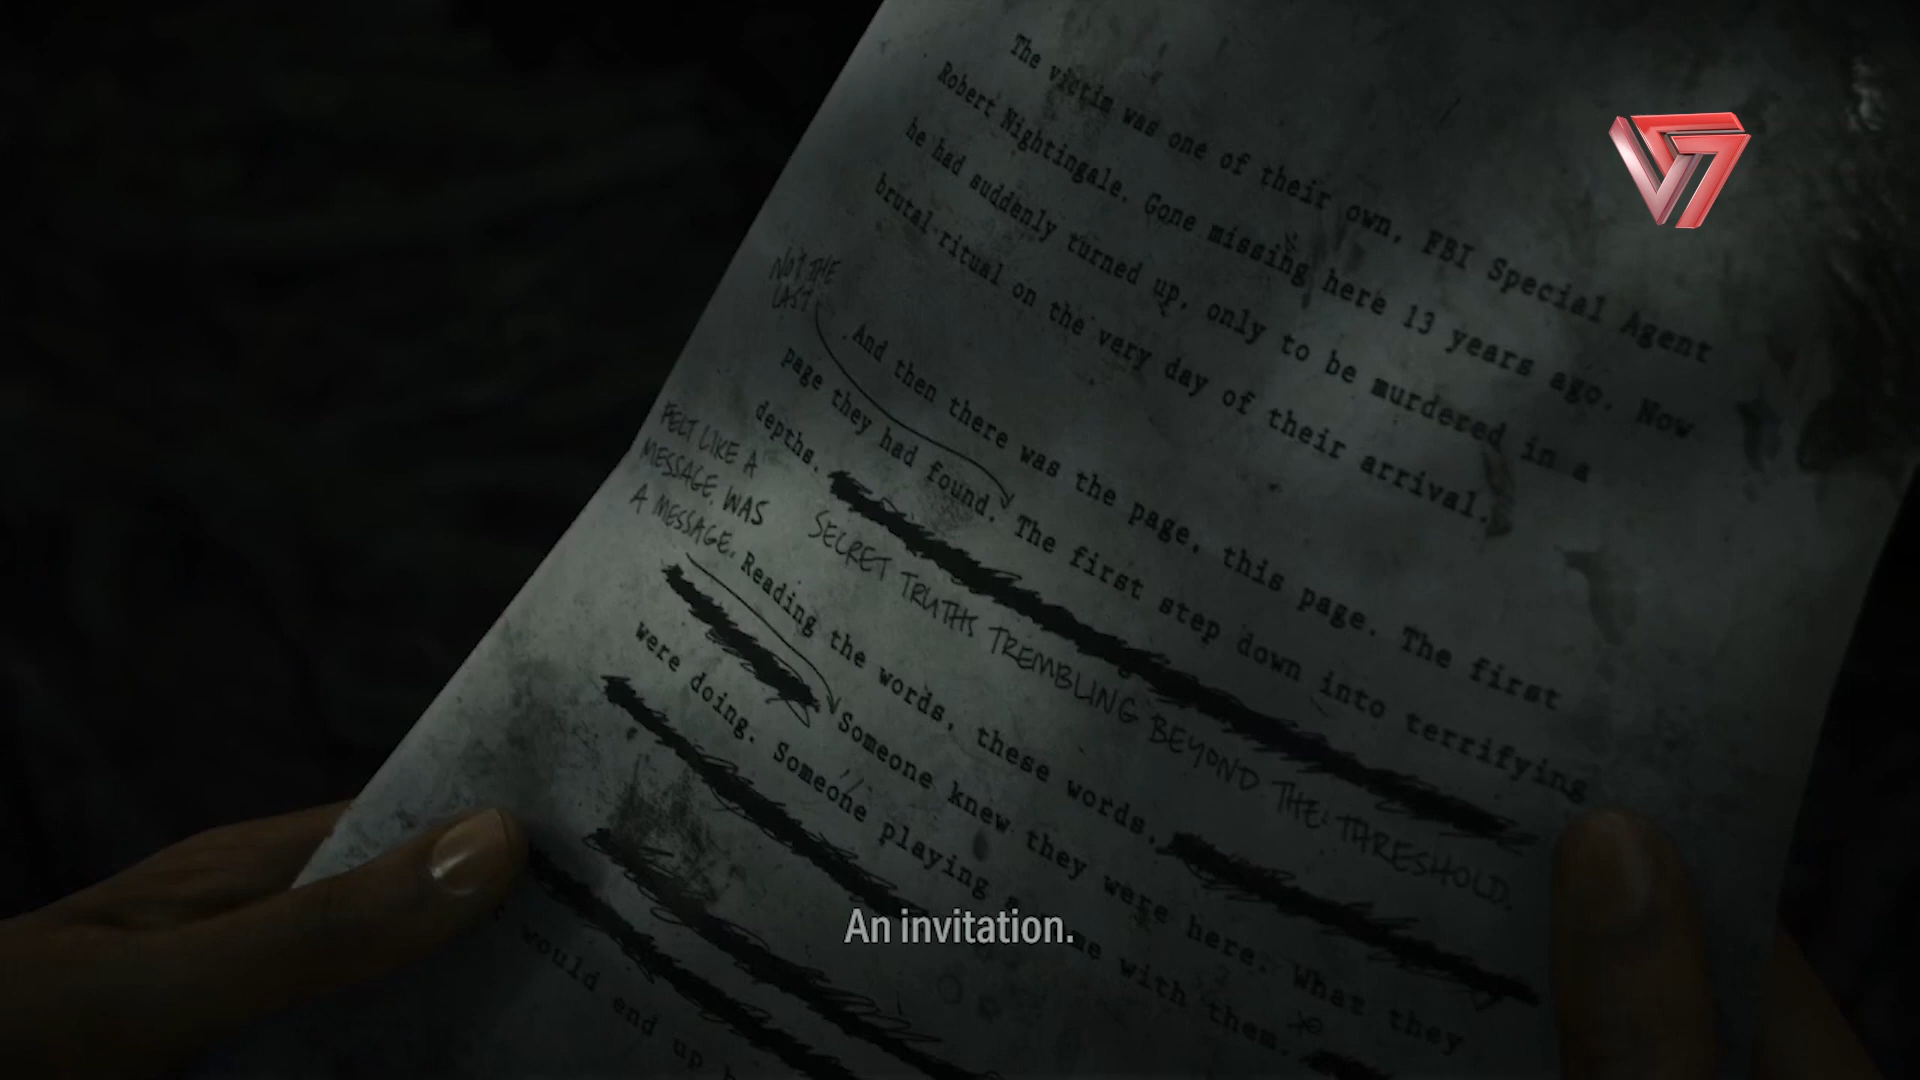 The victim was one of their own, FBI Special Agent
Robert Nightingale. Gone missing here 13 years ago. Now
he had suddenly turned up, only to be murdered in a
brutal ritual on the very day of their arrival.
NOT THE
LAST
And then there was the page, this page. The first
page they had found. The first step down into terrifying
depths.
SECRET TRUTHS TREMBLING BEYOND THE THRESHOLD.
FELT LIKE A
MESSAGE, WAS
A MESSAGE.
Reading the words, these words,
Someone knew they were here. What they
were doing. Someone playing a me with them.
would end up
An invitation.